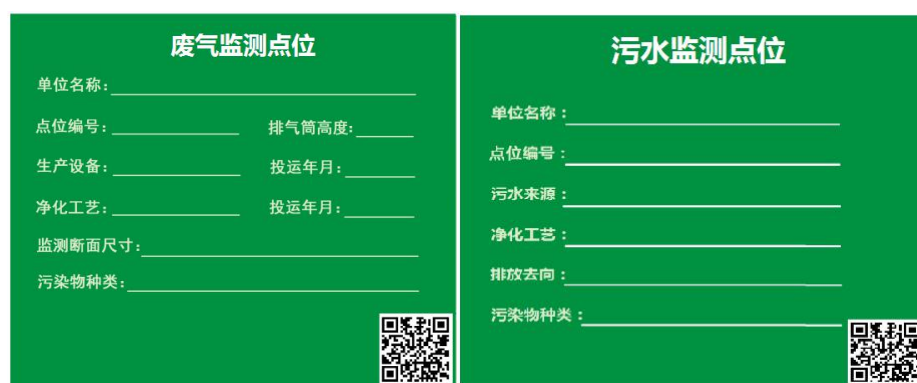 废气监测点位
单位名称:
点位编号: 排气筒高度:
生产设备: 投运年月:
净化工艺: 投运年月:
监测断面尺寸:
污染物种类:
污水监测点位
单位名称：
点位编号：
污水来源：
净化工艺：
排放去向：
污染物种类：